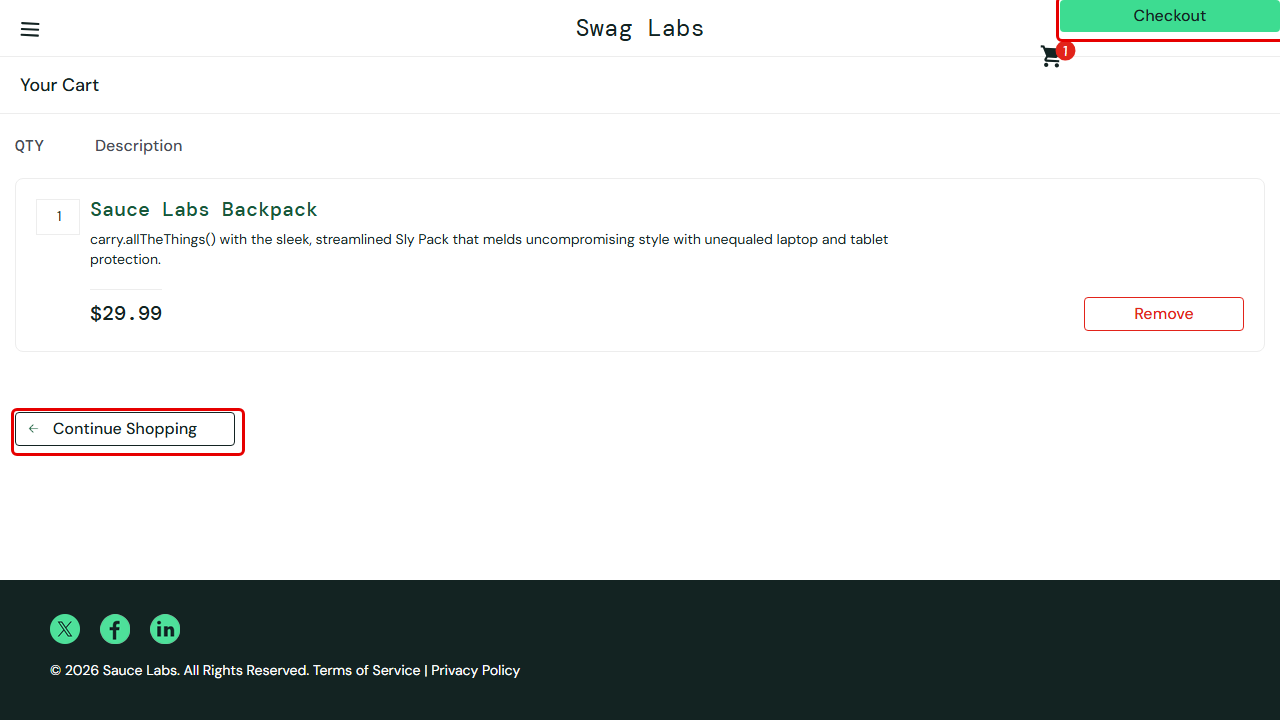 Swag Labs
Checkout
1
Your Cart
QTY Description
1
Sauce Labs Backpack
carry.allTheThings() with the sleek, streamlined Sly Pack that melds uncompromising style with unequaled laptop and tablet
protection.
$29.99
Remove
Continue Shopping
© 2026 Sauce Labs. All Rights Reserved. Terms of Service | Privacy Policy